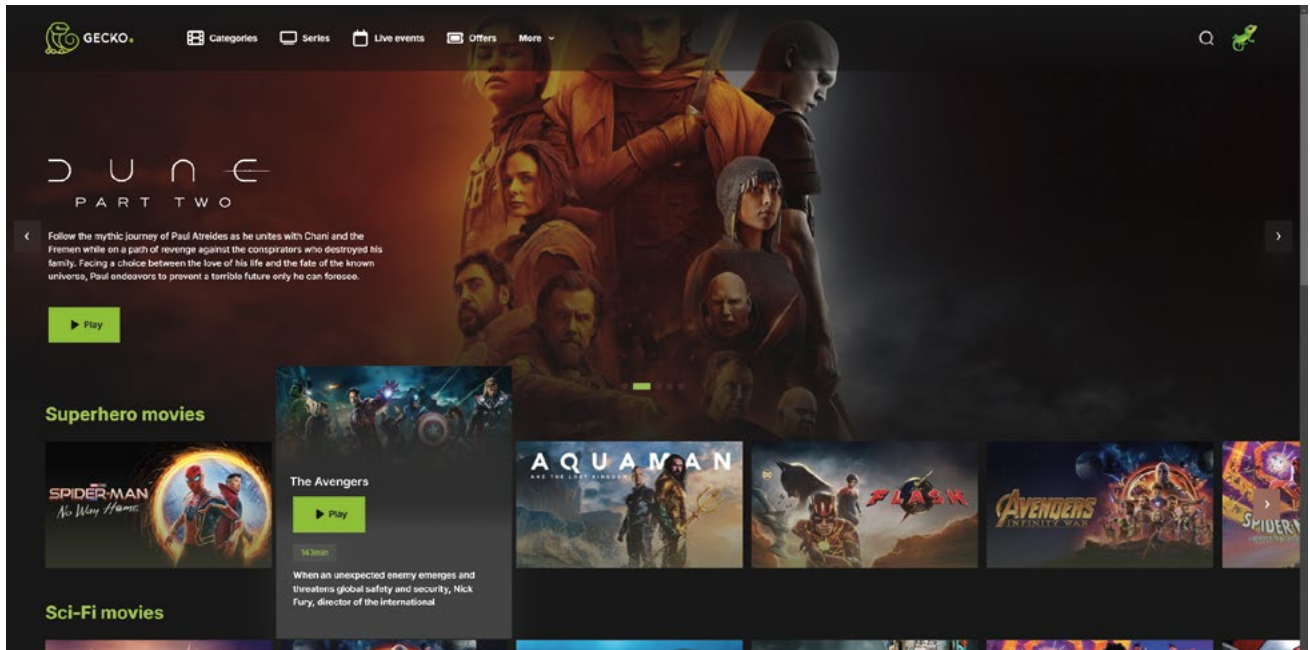 GECKO.
Categories
Series
Live events
Offers
More
DUNE
PART TWO
Follow the mythic journey of Paul Atreides as he unites with Chani and the
Fremen while on a path of revenge against the conspirators who destroyed his
family. Facing a choice between the love of his life and the fate of the known
universe, Paul endeavors to prevent a terrible future only he can foresee.
Play
Superhero movies
SPIDER-MAN
No Way Home
The Avengers
Play
143min
When an unexpected enemy emerges and
threatens global safety and security, Nick
Fury, director of the international
AQUAMAN
AND THE LOST KINGDOM
DC
FLASH
AVENGERS
INFINITY WAR
Sci-Fi movies